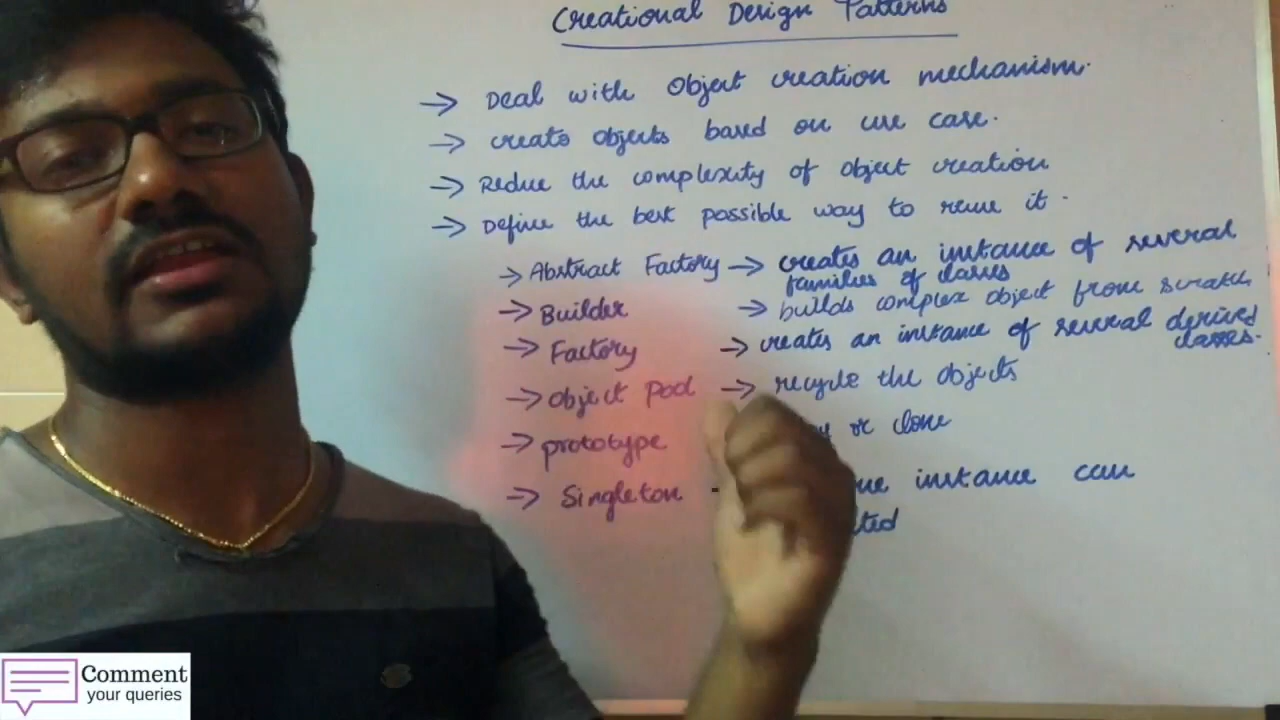 Creational Design Patterns
→ Deal with Object creation mechanism.
→ create objects based on use case.
→ Reduce the complexity of object creation
→ Define the best possible way to reuse it.
→ Abstract Factory → creates an instance of several
families of classes
→ Builder → builds complex object from scratch
→ Factory → creates an instance of several derived
classes.
→ Object Pool → recycle the objects
→ prototype or clone
→ Singleton - instance can
Comment
your queries